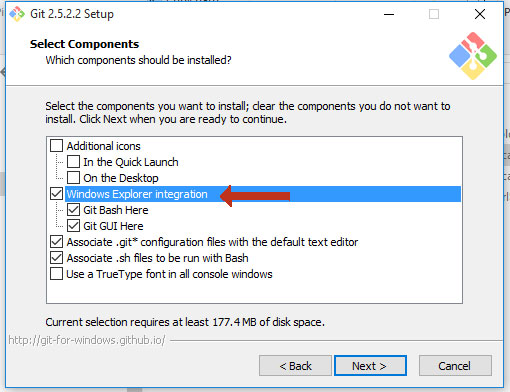 Git 2.5.2.2 Setup
Select Components
Which components should be installed?
Select the components you want to install; clear the components you do not want to
install. Click Next when you are ready to continue.
Additional icons
In the Quick Launch
On the Desktop
Windows Explorer integration
Git Bash Here
Git GUI Here
Associate .git* configuration files with the default text editor
Associate .sh files to be run with Bash
Use a TrueType font in all console windows
Current selection requires at least 177.4 MB of disk space.
http://git-for-windows.github.io/
< Back
Next >
Cancel